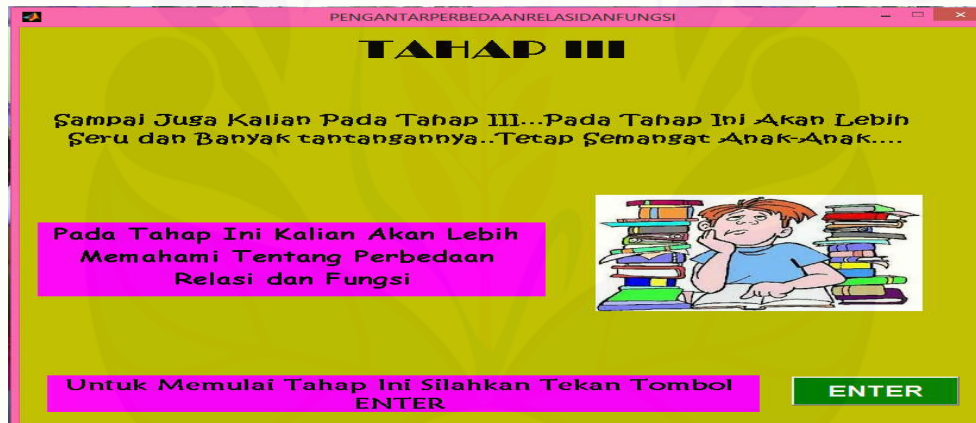 PENGANTARPERBEDAANRELASIDANFUNGSI
TAHAP III
Sampai Juga Kalian Pada Tahap III...Pada Tahap Ini Akan Lebih
Seru dan Banyak tantangannya..Tetap Semangat Anak-Anak....
Pada Tahap Ini Kalian Akan Lebih
Memahami Tentang Perbedaan
Relasi dan Fungsi
Untuk Memulai Tahap Ini Silahkan Tekan Tombol
ENTER
ENTER